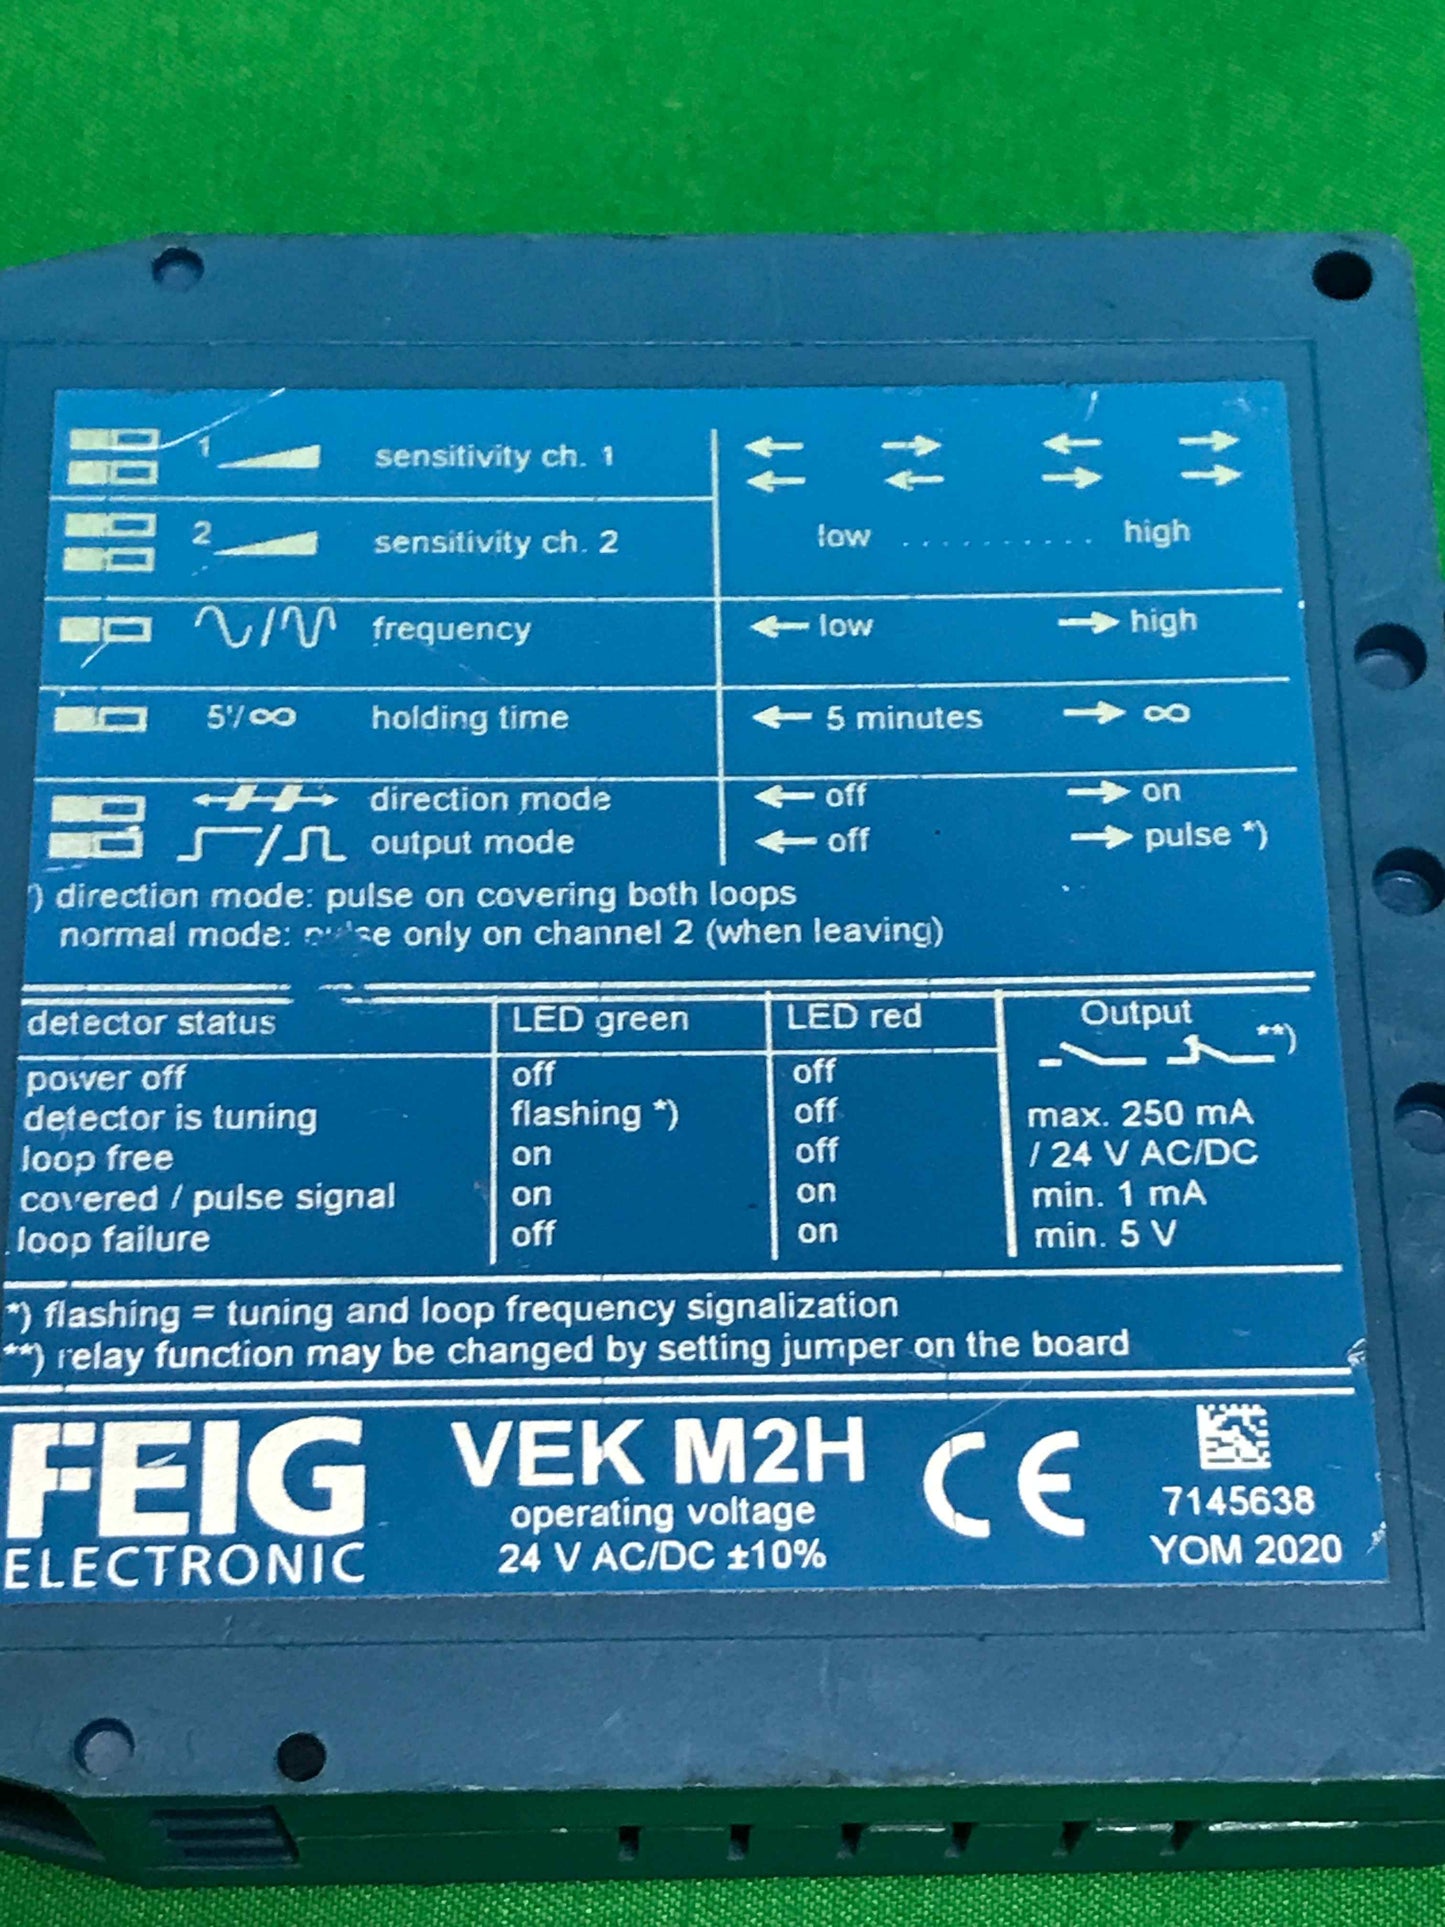 1 sensitivity ch. 1 ← → ← →
← ← → →
2 sensitivity ch. 2 low .......... high
frequency ← low → high
5'/∞ holding time ← 5 minutes → ∞
direction mode ← off → on
output mode ← off → pulse *)
) direction mode: pulse on covering both loops
normal mode: pulse only on channel 2 (when leaving)
detector status LED green LED red Output
**)
power off off off
detector is tuning flashing *) off max. 250 mA
loop free on off / 24 V AC/DC
covered / pulse signal on on min. 1 mA
loop failure off on min. 5 V
*) flashing = tuning and loop frequency signalization
**) relay function may be changed by setting jumper on the board
FEIG VEK M2H CE
ELECTRONIC operating voltage 7145638
24 V AC/DC ±10% YOM 2020